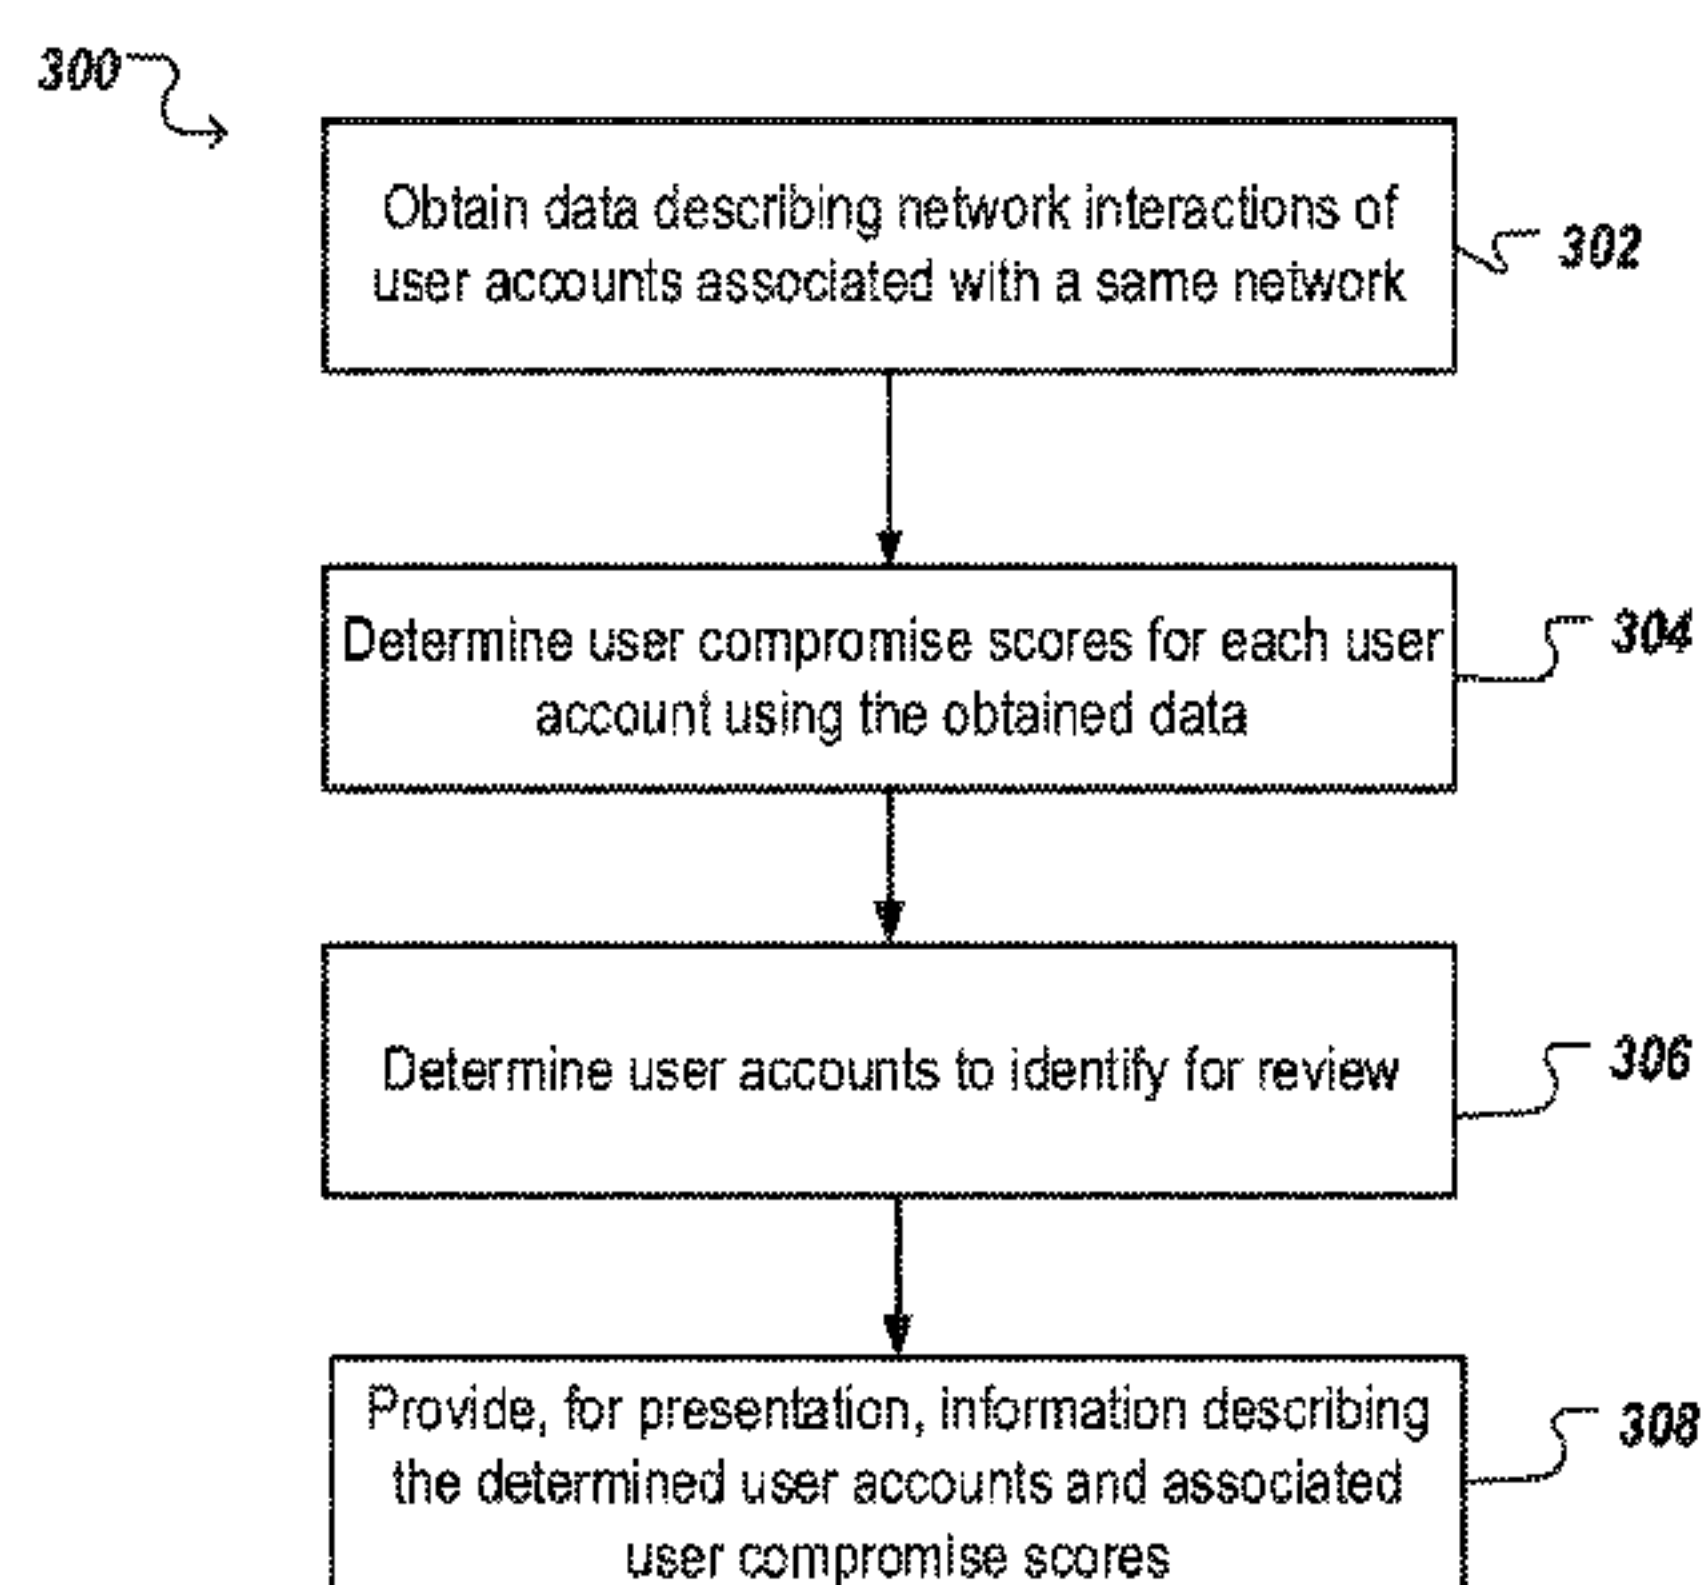 300
Obtain data describing network interactions of
user accounts associated with a same network
302
Determine user compromise scores for each user
account using the obtained data
304
Determine user accounts to identify for review
306
Provide, for presentation, information describing
the determined user accounts and associated
user compromise scores
308